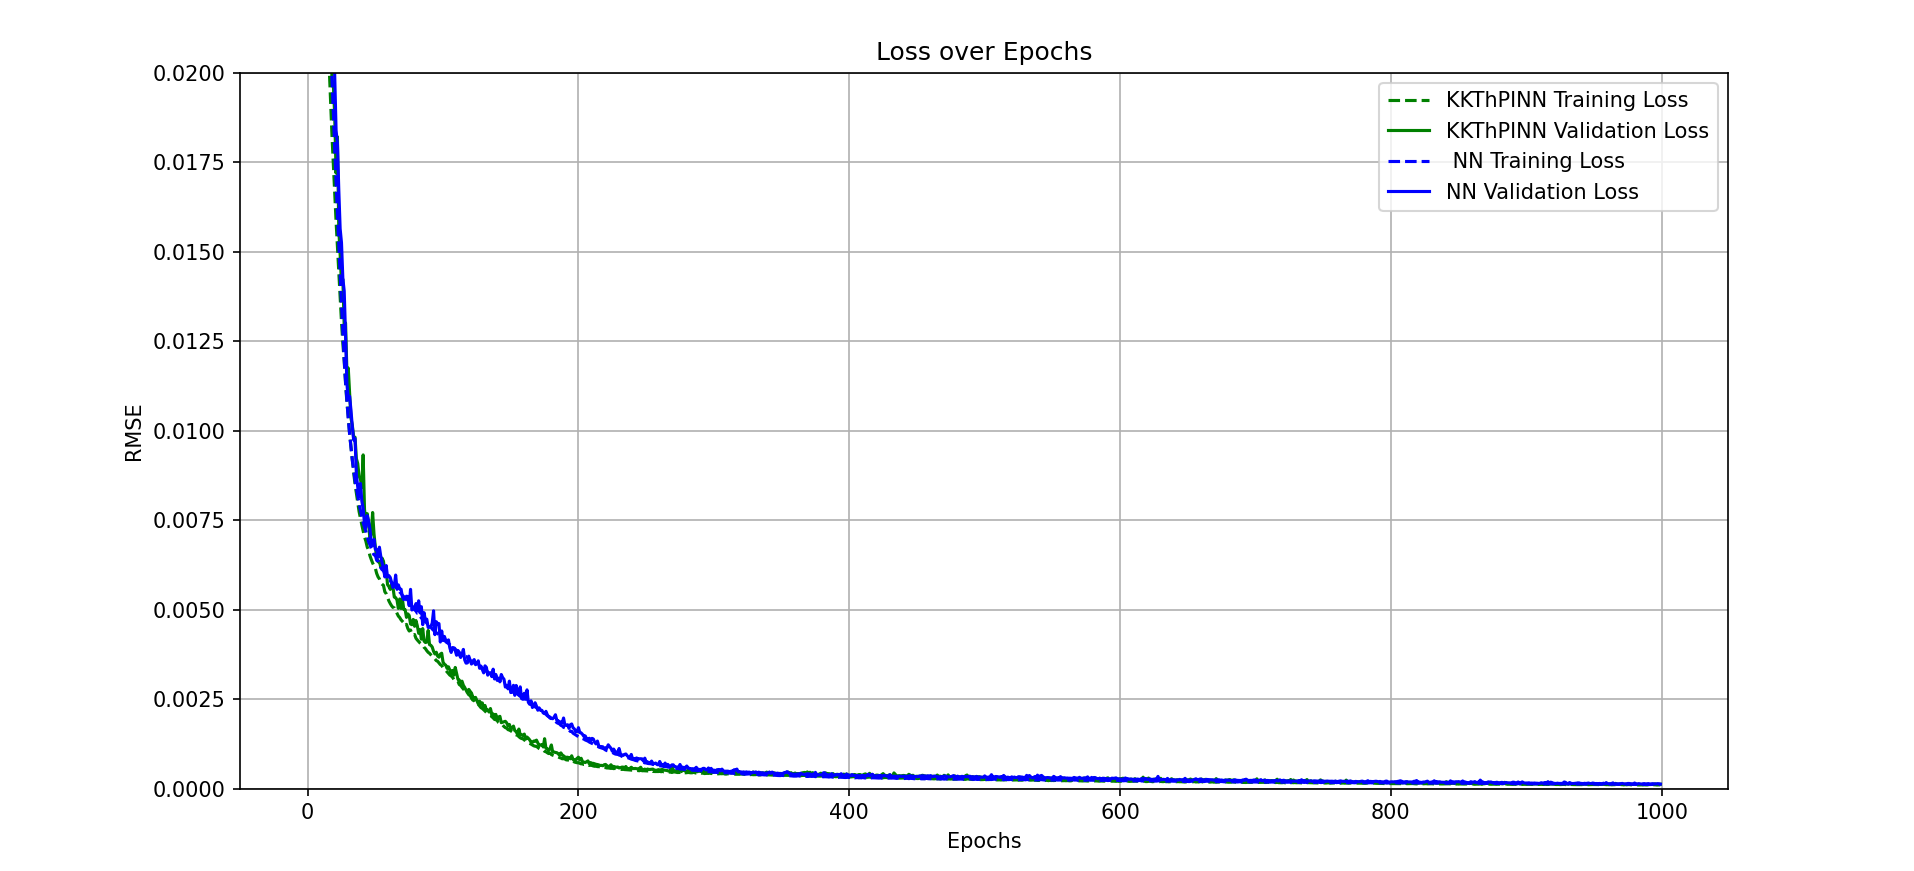 Loss over Epochs
0.0200
0.0175
0.0150
0.0125
0.0100
0.0075
0.0050
0.0025
0.0000
RMSE
KKThPINN Training Loss
KKThPINN Validation Loss
NN Training Loss
NN Validation Loss
0 200 400 600 800 1000
Epochs